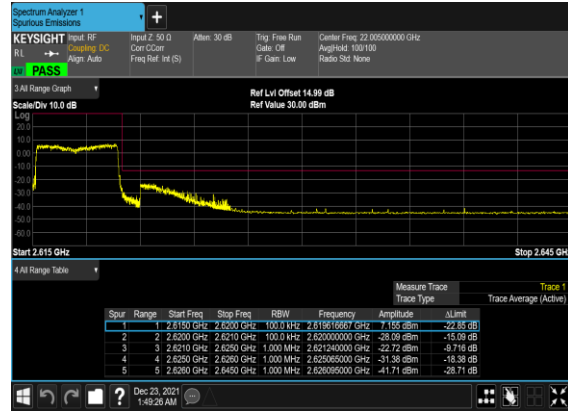 Spectrum Analyzer 1
Spurious Emissions
KEYSIGHT Input: RF Input Z: 50 Ω Atten: 30 dB Trig: Free Run Center Freq: 22.005000000 GHz
RL Coupling: DC Corr CCorr Gate: Off Avg|Hold: 100/100
Align: Auto Freq Ref: Int (S) IF Gain: Low Radio Std: None
PASS
3 All Range Graph
Ref Lvl Offset 14.99 dB
Scale/Div 10.0 dB Ref Value 30.00 dBm
Log
20.0
10.0
0.00
-10.0
-20.0
-30.0
-40.0
-50.0
-60.0
Start 2.615 GHz Stop 2.645 GH
4 All Range Table
Measure Trace Trace 1
Trace Type Trace Average (Active)
Spur Range Start Freq Stop Freq RBW Frequency Amplitude ΔLimit
1 1 2.6150 GHz 2.6200 GHz 100.0 kHz 2.619616667 GHz 7.155 dBm -22.85 dB
2 2 2.6200 GHz 2.6210 GHz 100.0 kHz 2.620000000 GHz -28.09 dBm -15.09 dB
3 3 2.6210 GHz 2.6250 GHz 1.000 MHz 2.621240000 GHz -22.72 dBm -9.716 dB
4 4 2.6250 GHz 2.6260 GHz 1.000 MHz 2.625065000 GHz -31.38 dBm -18.38 dB
5 5 2.6260 GHz 2.6450 GHz 1.000 MHz 2.626095000 GHz -41.71 dBm -28.71 dB
Dec 23, 2021
1:49:26 AM